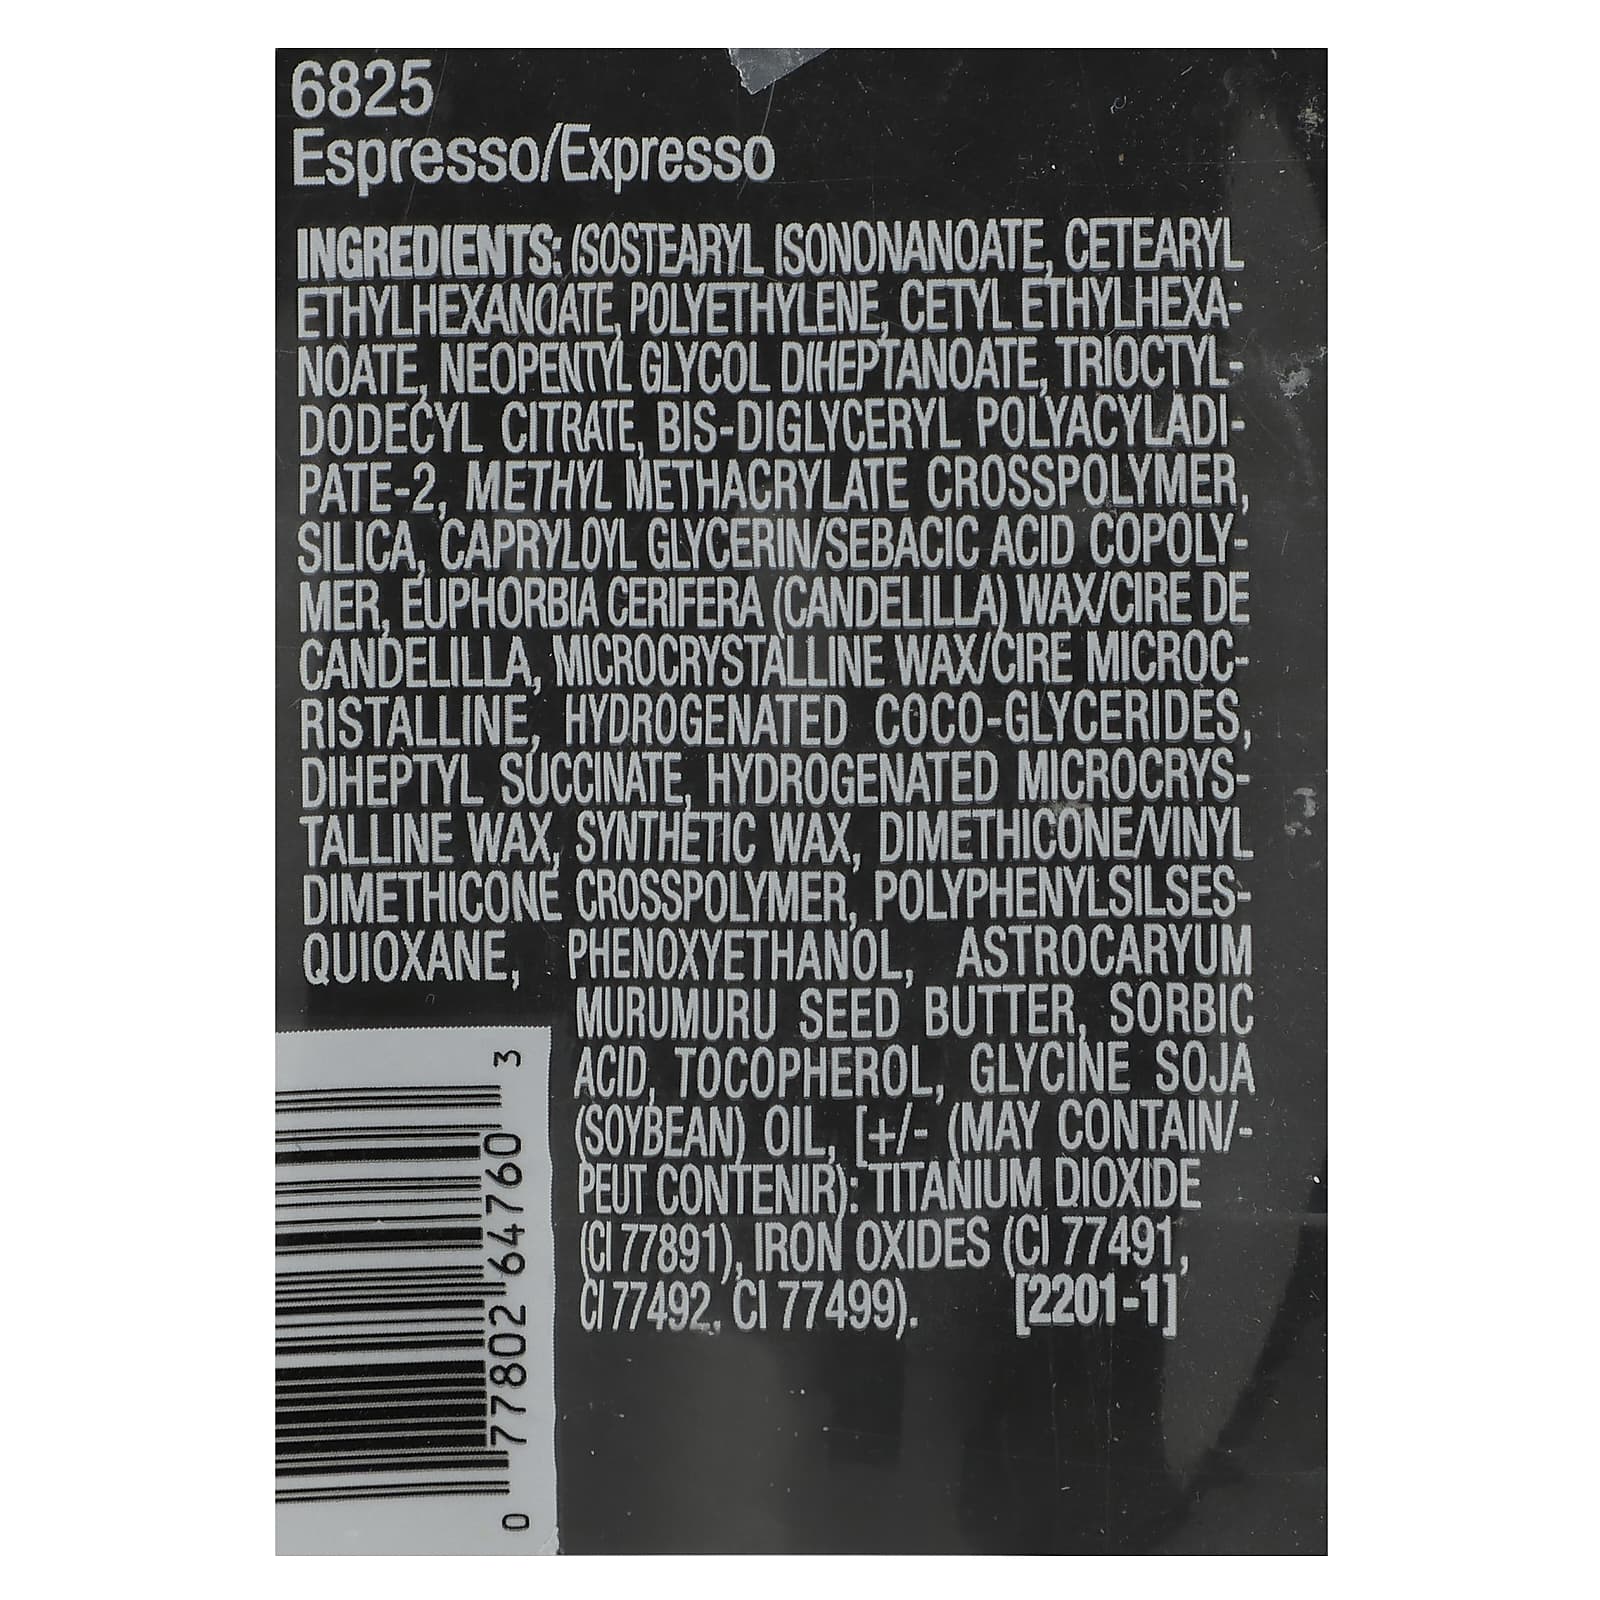 6825
Espresso/Expresso
INGREDIENTS: ISOSTEARYL ISONONANOATE, CETEARYL
ETHYLHEXANOATE, POLYETHYLENE, CETYL ETHYLHEXA-
NOATE, NEOPENTYL GLYCOL DIHEPTANOATE, TRIOCTYL-
DODECYL CITRATE, BIS-DIGLYCERYL POLYACYLADI-
PATE-2, METHYL METHACRYLATE CROSSPOLYMER,
SILICA, CAPRYLOYL GLYCERIN/SEBACIC ACID COPOLY-
MER, EUPHORBIA CERIFERA (CANDELILLA) WAX/CIRE DE
CANDELILLA, MICROCRYSTALLINE WAX/CIRE MICROC-
RISTALLINE, HYDROGENATED COCO-GLYCERIDES,
DIHEPTYL SUCCINATE, HYDROGENATED MICROCRYS-
TALLINE WAX, SYNTHETIC WAX, DIMETHICONE/VINYL
DIMETHICONE CROSSPOLYMER, POLYPHENYLSILSES-
QUIOXANE, PHENOXYETHANOL, ASTROCARYUM
MURUMURU SEED BUTTER, SORBIC
ACID, TOCOPHEROL, GLYCINE SOJA
(SOYBEAN) OIL, [+/- (MAY CONTAIN/-
PEUT CONTENIR): TITANIUM DIOXIDE
(CI 77891), IRON OXIDES (CI 77491,
CI 77492, CI 77499). [2201-1]
0 77802 64760 3